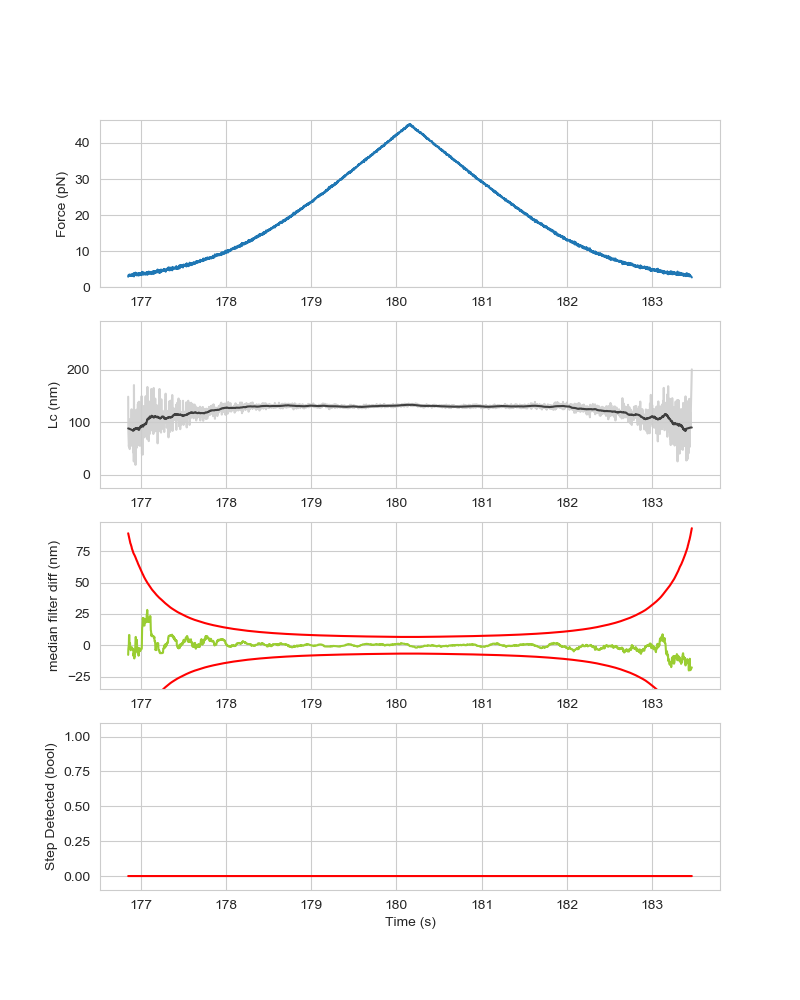 Force (pN)
40
30
20
10
0
177 178 179 180 181 182 183
Lc (nm)
200
100
0
177 178 179 180 181 182 183
median filter diff (nm)
75
50
25
0
−25
177 178 179 180 181 182 183
Step Detected (bool)
1.00
0.75
0.50
0.25
0.00
177 178 179 180 181 182 183
Time (s)